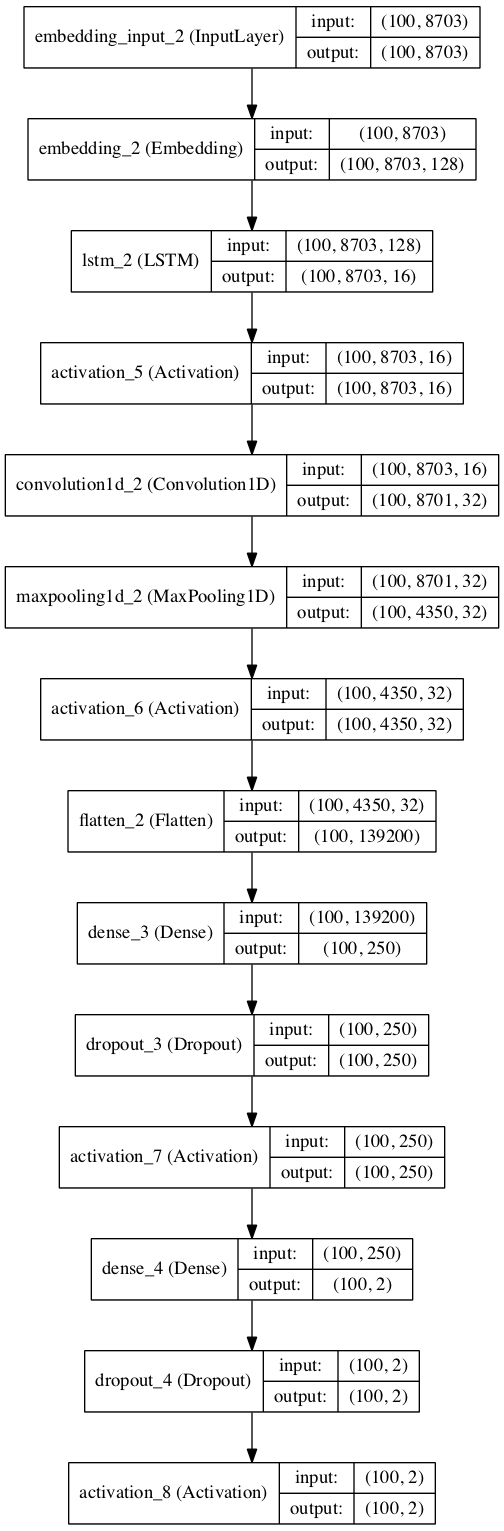 embedding_input_2 (InputLayer) input: (100, 8703)
output: (100, 8703)
embedding_2 (Embedding) input: (100, 8703)
output: (100, 8703, 128)
lstm_2 (LSTM) input: (100, 8703, 128)
output: (100, 8703, 16)
activation_5 (Activation) input: (100, 8703, 16)
output: (100, 8703, 16)
convolution1d_2 (Convolution1D) input: (100, 8703, 16)
output: (100, 8701, 32)
maxpooling1d_2 (MaxPooling1D) input: (100, 8701, 32)
output: (100, 4350, 32)
activation_6 (Activation) input: (100, 4350, 32)
output: (100, 4350, 32)
flatten_2 (Flatten) input: (100, 4350, 32)
output: (100, 139200)
dense_3 (Dense) input: (100, 139200)
output: (100, 250)
dropout_3 (Dropout) input: (100, 250)
output: (100, 250)
activation_7 (Activation) input: (100, 250)
output: (100, 250)
dense_4 (Dense) input: (100, 250)
output: (100, 2)
dropout_4 (Dropout) input: (100, 2)
output: (100, 2)
activation_8 (Activation) input: (100, 2)
output: (100, 2)